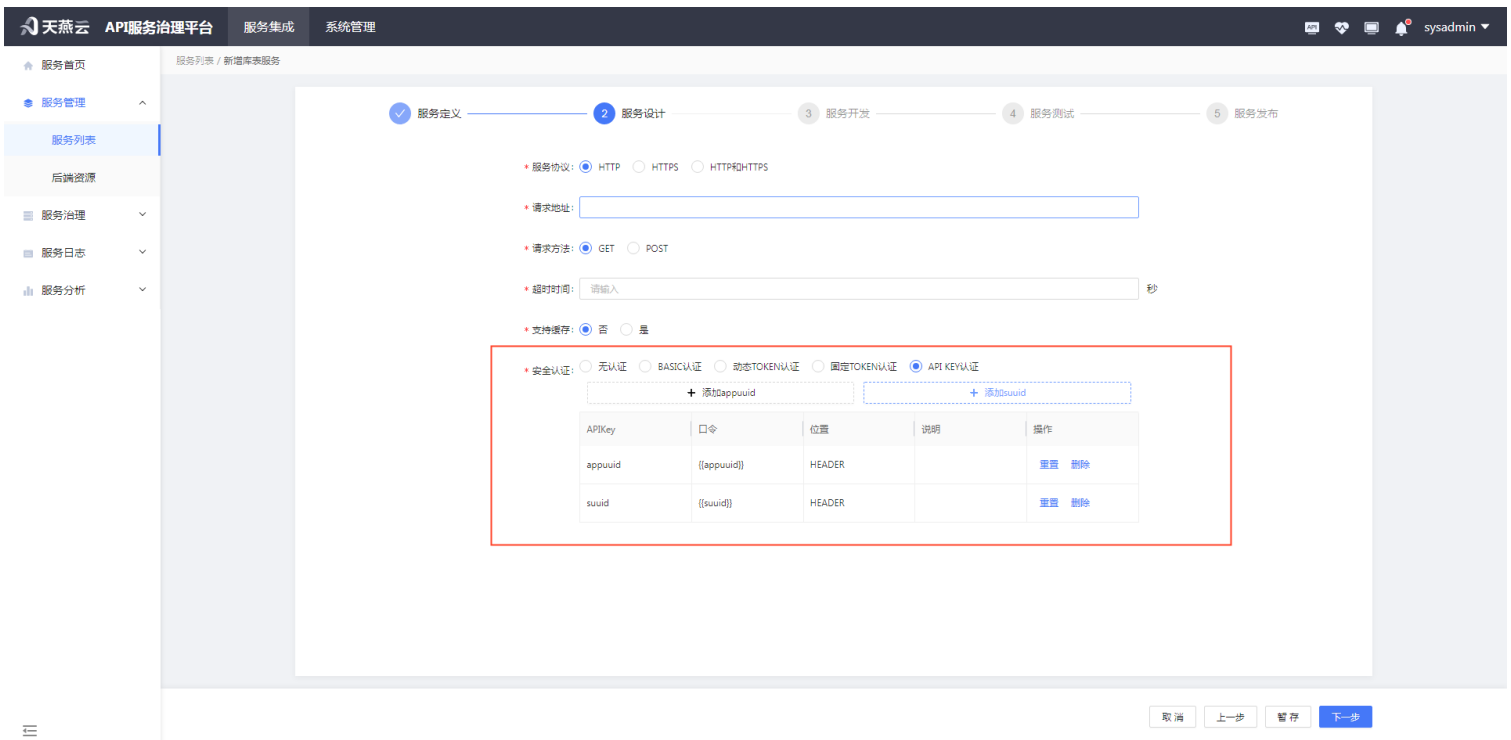 天燕云 API服务治理平台 服务集成 系统管理 sysadmin
服务首页
服务管理
服务列表
后端资源
服务治理
服务日志
服务分析
服务列表 / 新增库表服务
服务定义 2 服务设计 3 服务开发 4 服务测试 5 服务发布
* 服务协议: HTTP HTTPS HTTP和HTTPS
* 请求地址:
* 请求方法: GET POST
* 超时时间: 请输入 秒
* 支持缓存: 否 是
* 安全认证: 无认证 BASIC认证 动态TOKEN认证 固定TOKEN认证 API KEY认证
+ 添加appuuid + 添加suuid
APIKey 口令 位置 说明 操作
appuuid {{appuuid}} HEADER 重置 删除
suuid {{suuid}} HEADER 重置 删除
取消 上一步 暂存 下一步